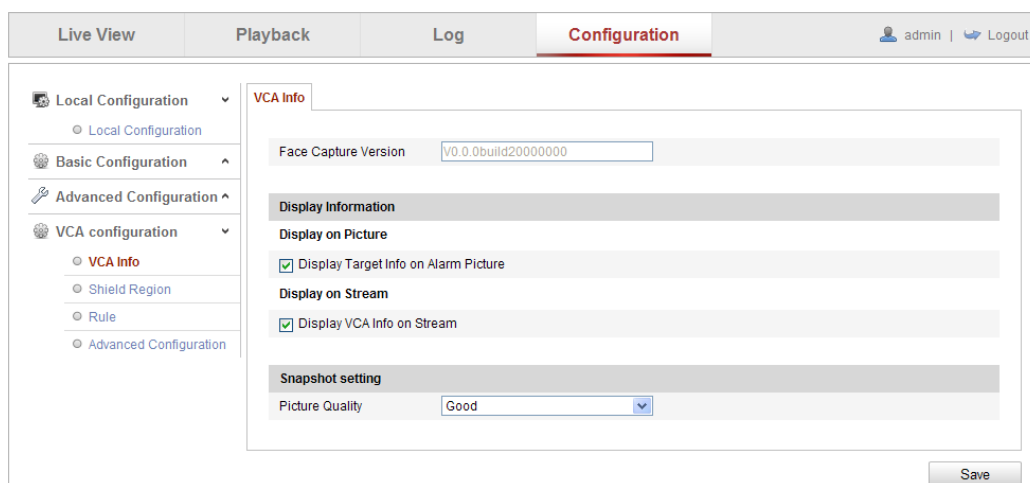 Live View Playback Log Configuration admin | Logout
Local Configuration
Local Configuration
Basic Configuration
Advanced Configuration
VCA configuration
VCA Info
Shield Region
Rule
Advanced Configuration
VCA Info
Face Capture Version V0.0.0build20000000
Display Information
Display on Picture
Display Target Info on Alarm Picture
Display on Stream
Display VCA Info on Stream
Snapshot setting
Picture Quality Good
Save